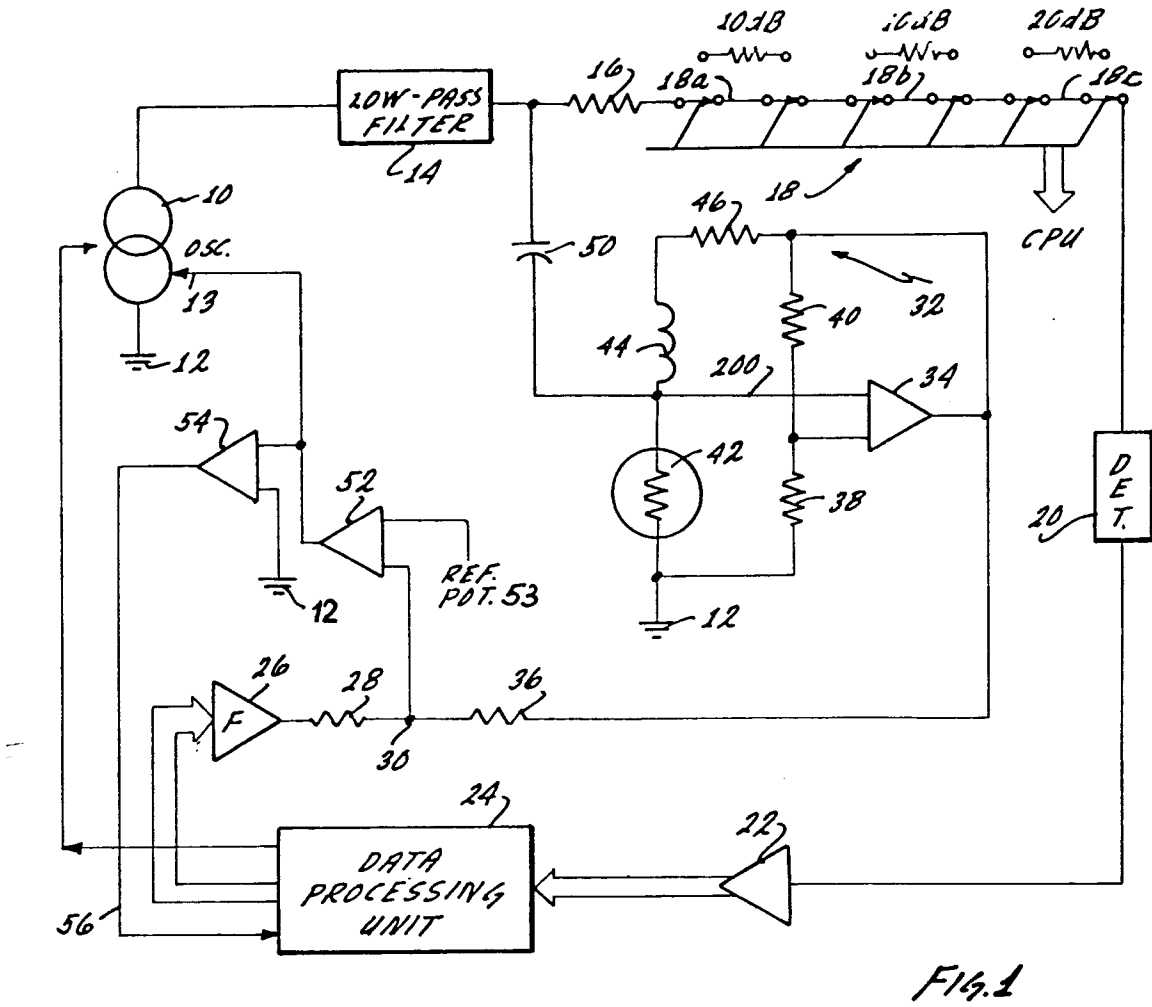 10dB 10dB 20dB
16 18a 18b 18c
LOW-PASS
FILTER
14
10
OSC.
13
12
18
CPU
46
50
32
40
44
200
34
54
42
52
38
D
E
T.
20
REF.
POT. 53
12
12
26
F
28
36
30
24
22
DATA
PROCESSING
UNIT
56
FIG.1